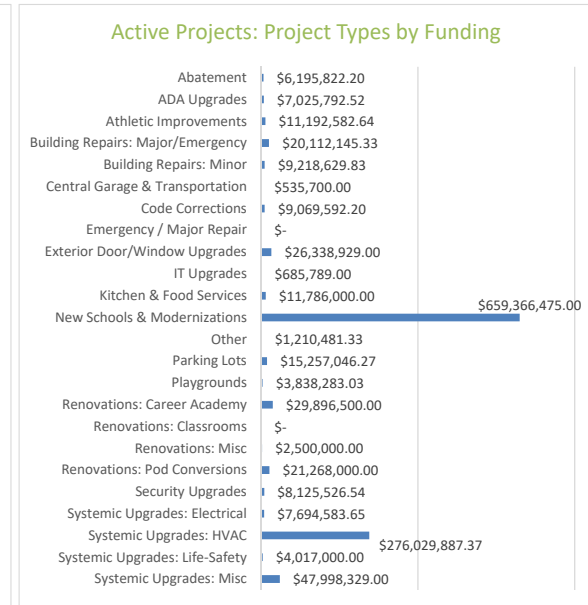 Active Projects: Project Types by Funding
Abatement $6,195,822.20
ADA Upgrades $7,025,792.52
Athletic Improvements $11,192,582.64
Building Repairs: Major/Emergency $20,112,145.33
Building Repairs: Minor $9,218,629.83
Central Garage & Transportation $535,700.00
Code Corrections $9,069,592.20
Emergency / Major Repair $-
Exterior Door/Window Upgrades $26,338,929.00
IT Upgrades $685,789.00
Kitchen & Food Services $11,786,000.00
New Schools & Modernizations $659,366,475.00
Other $1,210,481.33
Parking Lots $15,257,046.27
Playgrounds $3,838,283.03
Renovations: Career Academy $29,896,500.00
Renovations: Classrooms $-
Renovations: Misc $2,500,000.00
Renovations: Pod Conversions $21,268,000.00
Security Upgrades $8,125,526.54
Systemic Upgrades: Electrical $7,694,583.65
Systemic Upgrades: HVAC $276,029,887.37
Systemic Upgrades: Life-Safety $4,017,000.00
Systemic Upgrades: Misc $47,998,329.00